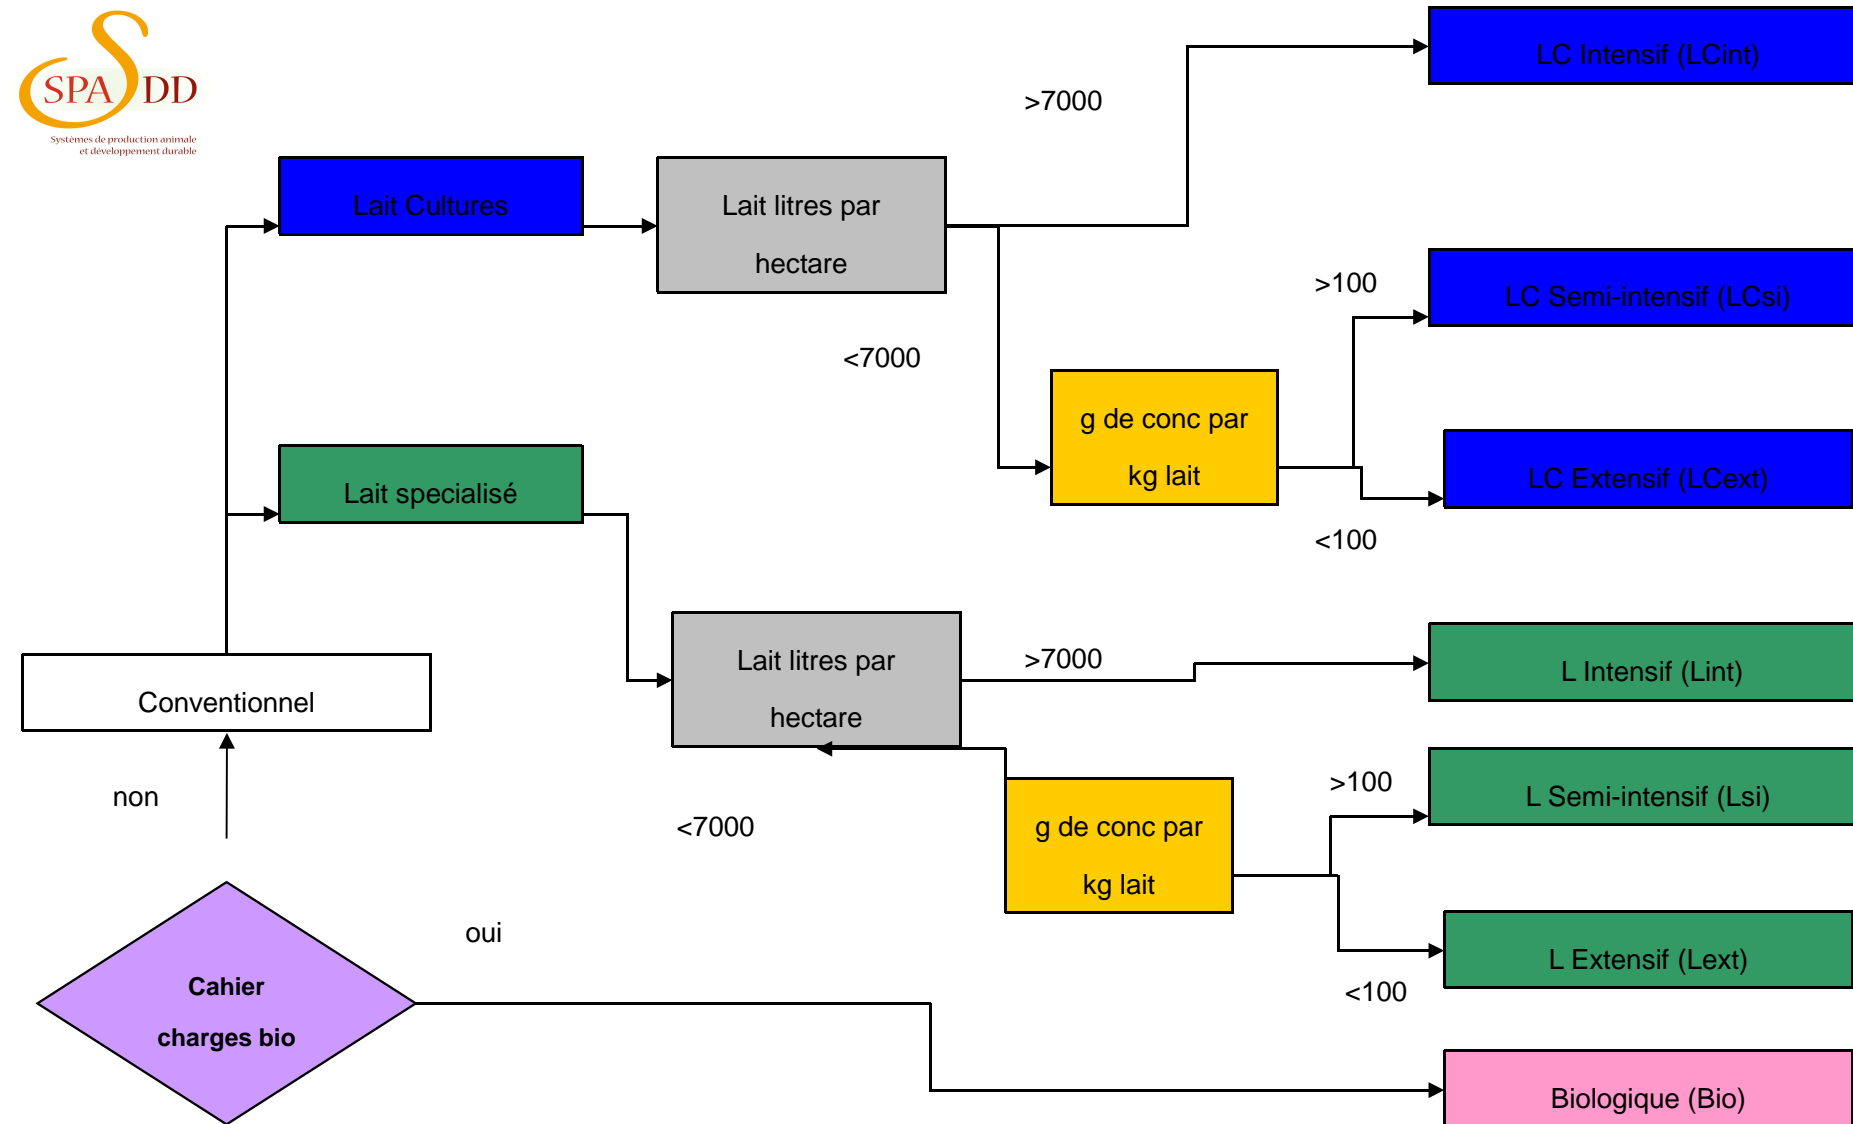 SPA DD
Systèmes de production animale
et développement durable
LC Intensif (LCint)
>7000
Lait Cultures
Lait litres par
hectare
>100
LC Semi-intensif (LCsi)
<7000
g de conc par
kg lait
LC Extensif (LCext)
<100
Lait specialisé
Lait litres par
hectare
>7000
L Intensif (Lint)
Conventionnel
non
<7000
g de conc par
kg lait
>100
L Semi-intensif (Lsi)
L Extensif (Lext)
<100
oui
Cahier
charges bio
Biologique (Bio)